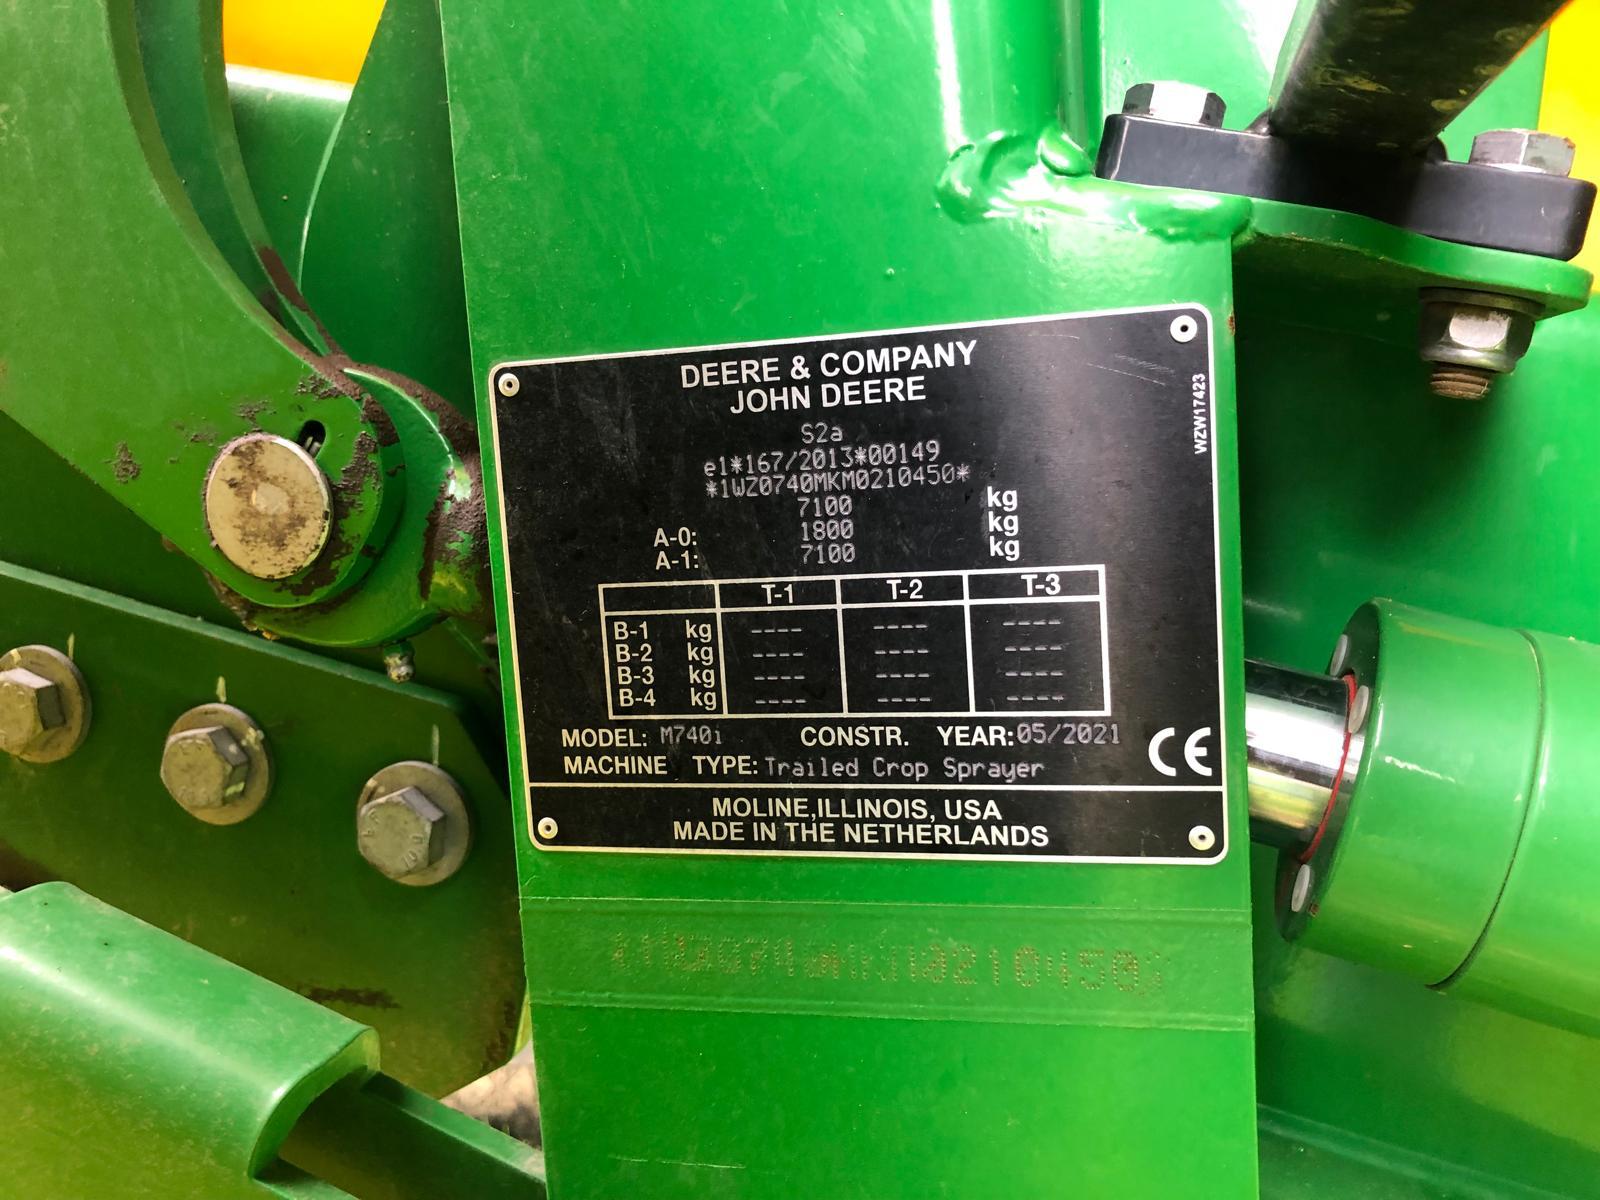 DEERE & COMPANY
JOHN DEERE
WZW17423
S2a
e1*167/2013*00149
*1WZ0740MKM0210450*
7100 kg
A-0: 1800 kg
A-1: 7100 kg
T-1 T-2 T-3
B-1 kg ---- ---- ----
B-2 kg ---- ---- ----
B-3 kg ---- ---- ----
B-4 kg ---- ---- ----
MODEL: M740i CONSTR. YEAR: 05/2021
MACHINE TYPE: Trailed Crop Sprayer
CE
MOLINE, ILLINOIS, USA
MADE IN THE NETHERLANDS